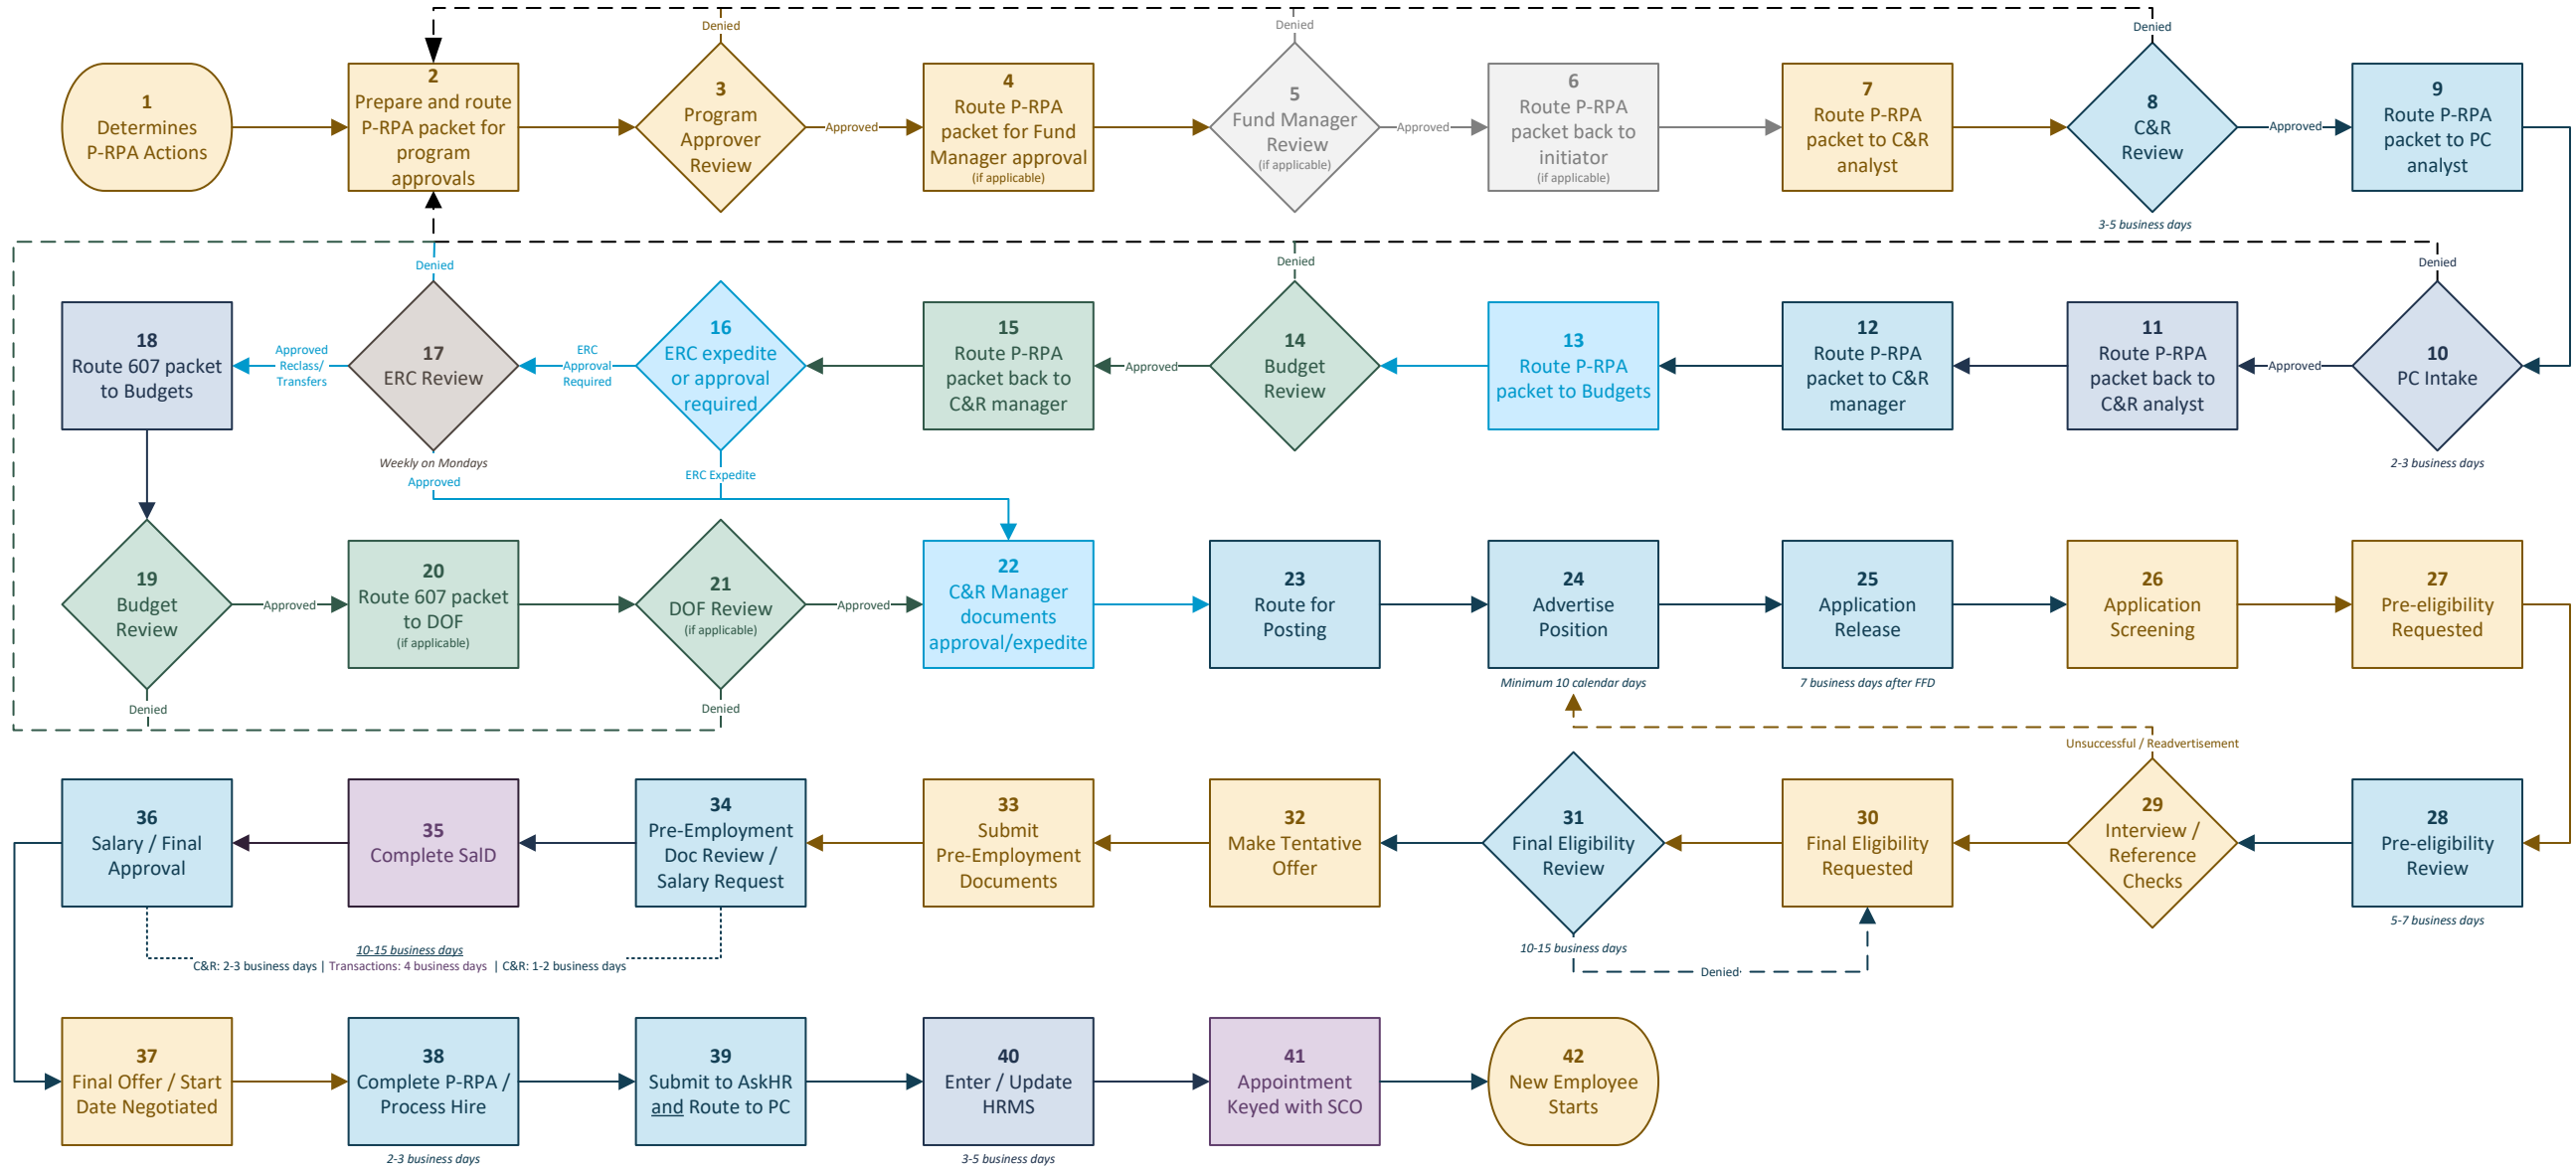 Denied
Denied
Denied
1
Determines
P-RPA Actions
2
Prepare and route
P-RPA packet for
program
approvals
3
Program
Approver
Review
Approved
4
Route P-RPA
packet for Fund
Manager approval
(if applicable)
5
Fund Manager
Review
(if applicable)
Approved
6
Route P-RPA
packet back to
initiator
(if applicable)
7
Route P-RPA
packet to C&R
analyst
8
C&R
Review
Approved
3-5 business days
9
Route P-RPA
packet to PC
analyst
Denied
Denied
Denied
10
PC Intake
2-3 business days
Approved
11
Route P-RPA
packet back to
C&R analyst
12
Route P-RPA
packet to C&R
manager
13
Route P-RPA
packet to Budgets
14
Budget
Review
Approved
15
Route P-RPA
packet back to
C&R manager
16
ERC expedite
or approval
required
ERC
Approval
Required
ERC Expedite
17
ERC Review
Weekly on Mondays
Approved
Approved
Reclass/
Transfers
18
Route 607 packet
to Budgets
19
Budget
Review
Approved
Denied
20
Route 607 packet
to DOF
(if applicable)
21
DOF Review
(if applicable)
Approved
Denied
22
C&R Manager
documents
approval/expedite
23
Route for
Posting
24
Advertise
Position
Minimum 10 calendar days
25
Application
Release
7 business days after FFD
26
Application
Screening
27
Pre-eligibility
Requested
28
Pre-eligibility
Review
5-7 business days
Unsuccessful / Readvertisement
29
Interview /
Reference
Checks
30
Final Eligibility
Requested
31
Final Eligibility
Review
10-15 business days
Denied
32
Make Tentative
Offer
33
Submit
Pre-Employment
Documents
34
Pre-Employment
Doc Review /
Salary Request
35
Complete SalD
36
Salary / Final
Approval
10-15 business days
C&R: 2-3 business days | Transactions: 4 business days | C&R: 1-2 business days
37
Final Offer / Start
Date Negotiated
38
Complete P-RPA /
Process Hire
2-3 business days
39
Submit to AskHR
and Route to PC
40
Enter / Update
HRMS
3-5 business days
41
Appointment
Keyed with SCO
42
New Employee
Starts